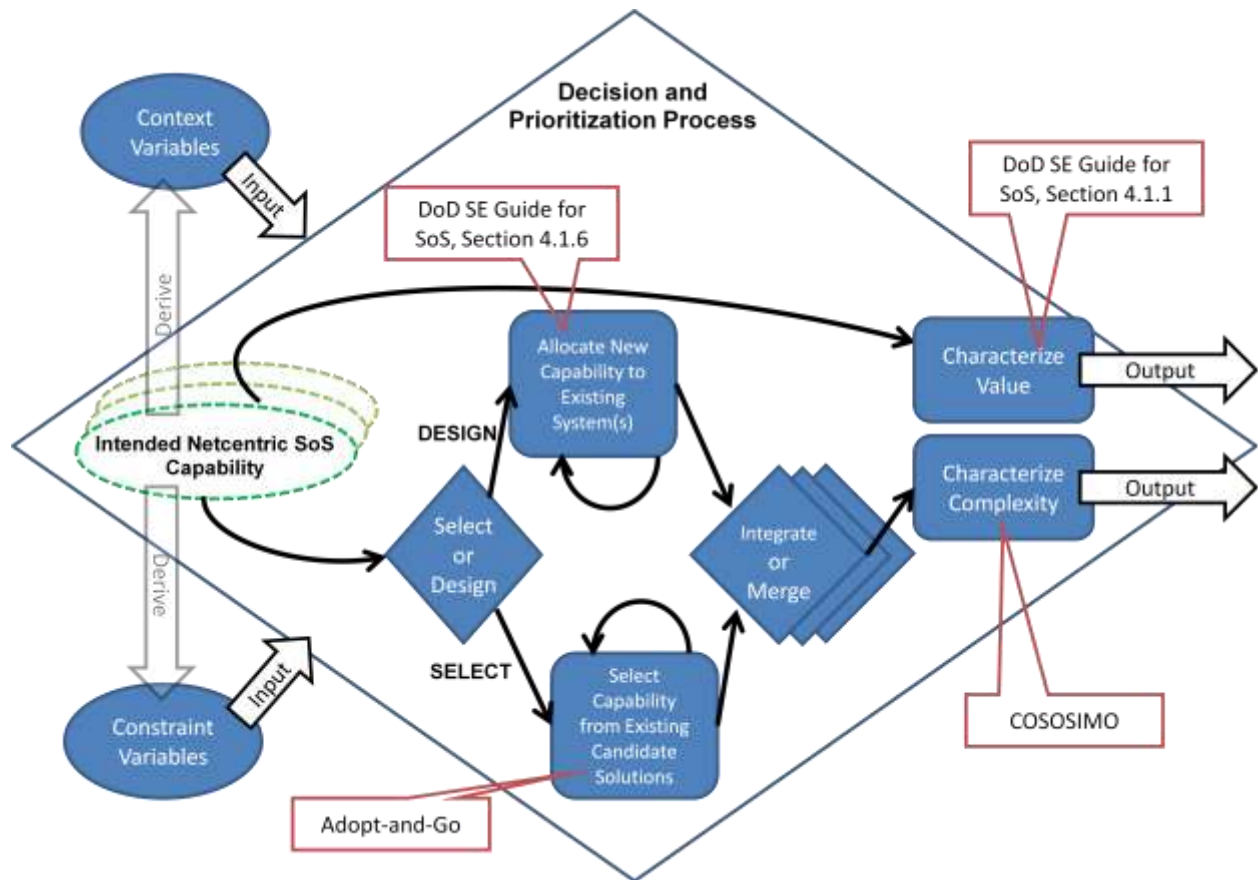 Decision and
Prioritization Process
Context
Variables
Input
DoD SE Guide for
SoS, Section 4.1.6
DoD SE Guide for
SoS, Section 4.1.1
Derive
Allocate New
Capability to
Existing
System(s)
Characterize
Value
Output
Intended Netcentric SoS
Capability
DESIGN
Characterize
Complexity
Output
Select
or
Design
Integrate
or
Merge
Derive
SELECT
Input
Select
Capability
from Existing
Candidate
Solutions
Constraint
Variables
COSOSIMO
Adopt-and-Go